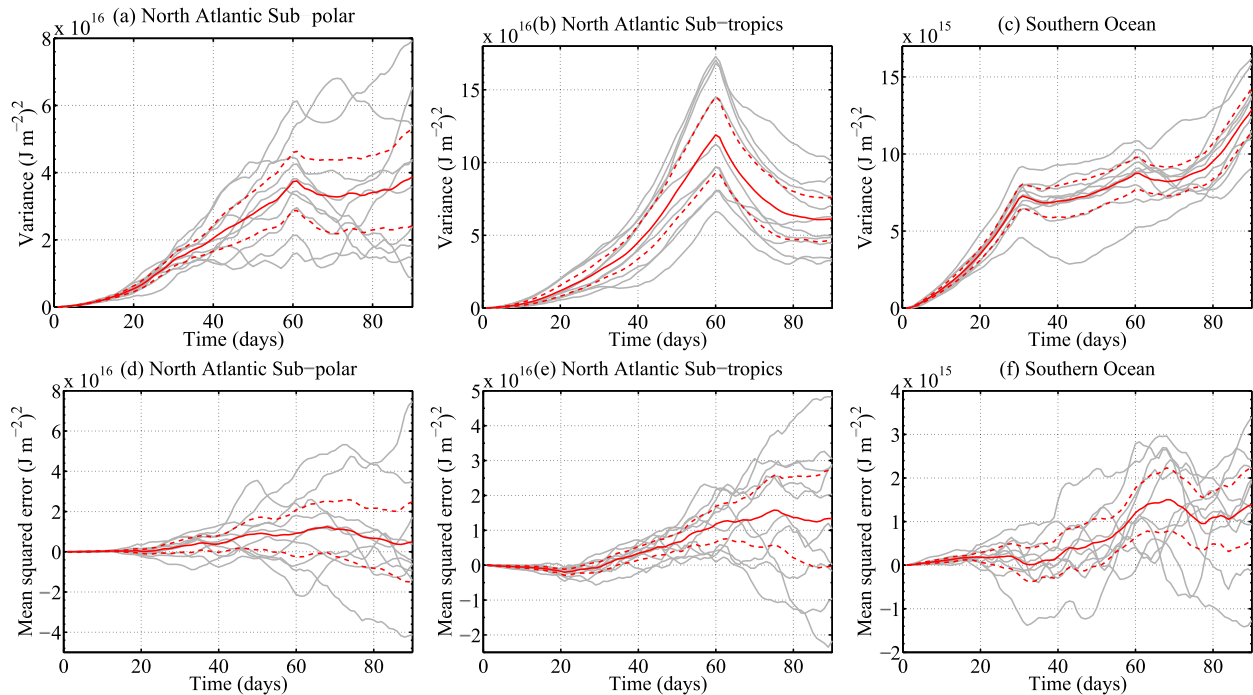 x 10^16 (a) North Atlantic Sub polar
8
6
4
2
0
Variance (J m−2)2
0 20 40 60 80
Time (days)
x 10^16 (b) North Atlantic Sub−tropics
15
10
5
0
Variance (J m−2)2
0 20 40 60 80
Time (days)
x 10^15 (c) Southern Ocean
15
10
5
0
Variance (J m−2)2
0 20 40 60 80
Time (days)
x 10^16 (d) North Atlantic Sub−polar
8
6
4
2
0
−2
−4
Mean squared error (J m−2)2
0 20 40 60 80
Time (days)
x 10^16 (e) North Atlantic Sub−tropics
5
4
3
2
1
0
−1
−2
Mean squared error (J m−2)2
0 20 40 60 80
Time (days)
x 10^15 (f) Southern Ocean
4
3
2
1
0
−1
−2
Mean squared error (J m−2)2
0 20 40 60 80
Time (days)